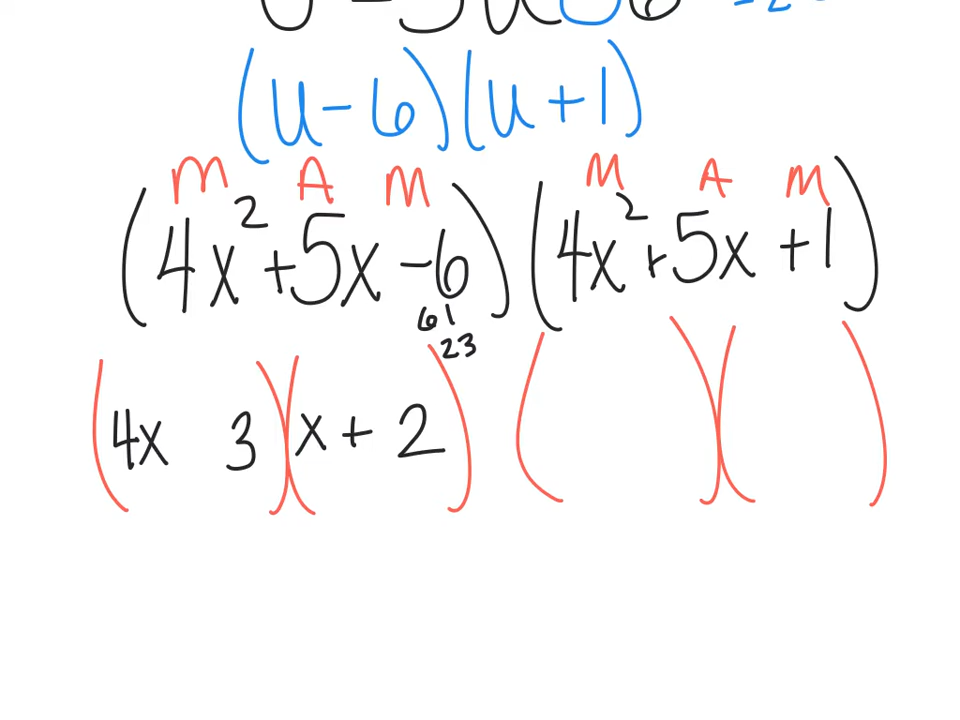 (u - 6)(u + 1)
M A M M A M
(4x² + 5x - 6)(4x² + 5x + 1)
6 1
2 3
(4x 3)(x + 2) ( )( )